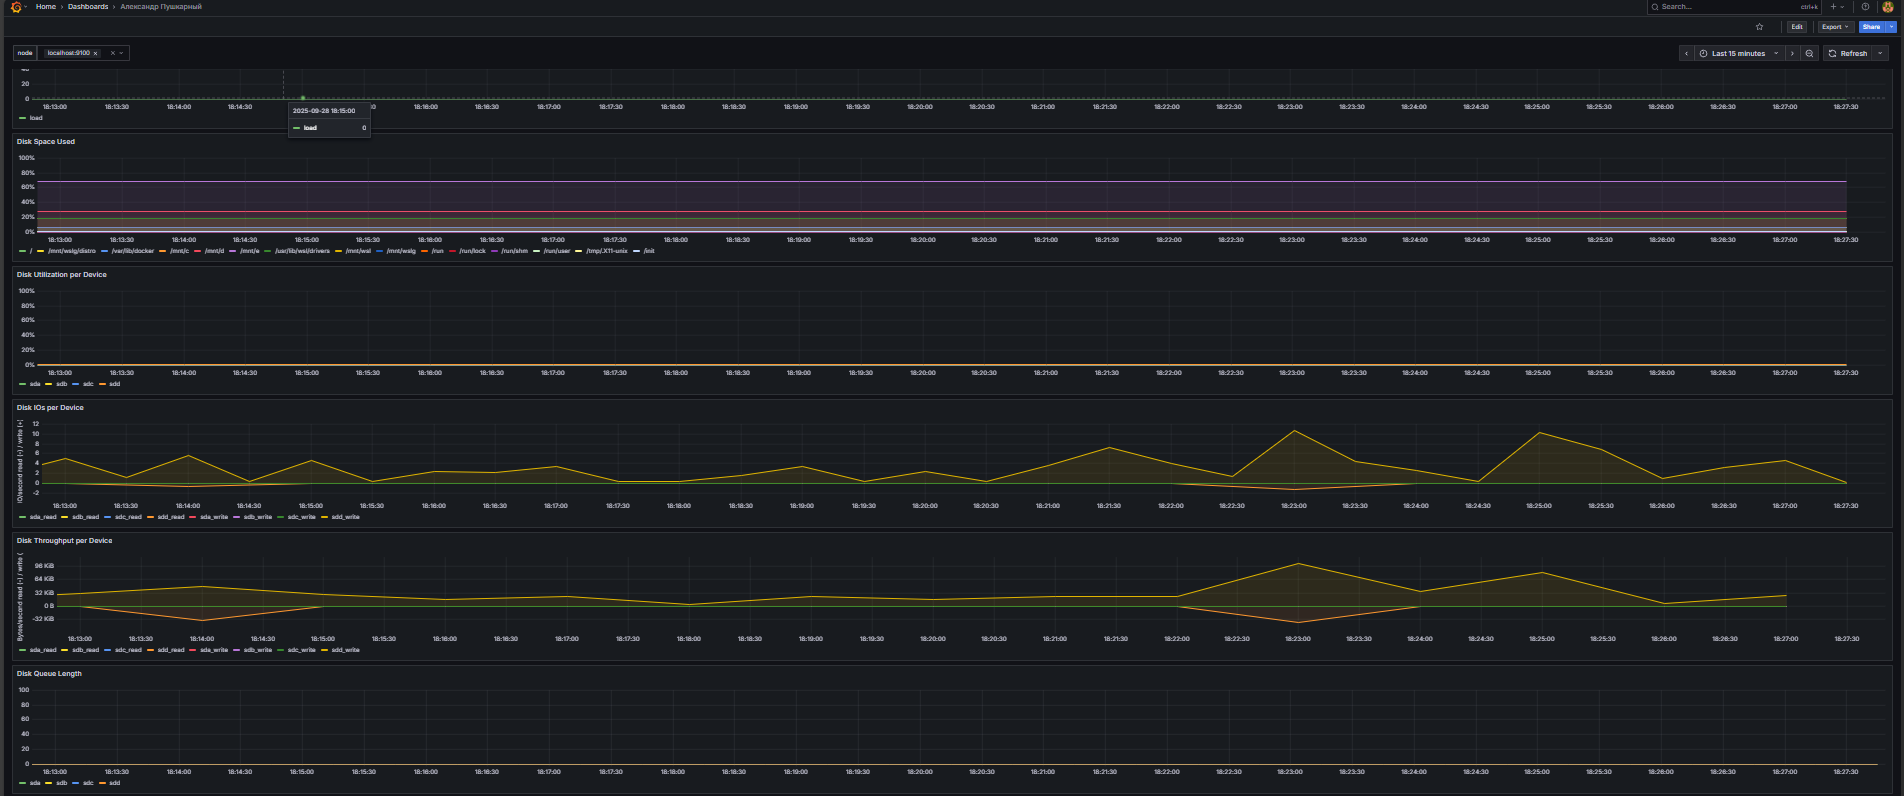 Home › Dashboards › Александр Пушкарный
Search... ctrl+k
Edit Export Share
node localhost:9100 Last 15 minutes Refresh
40
20
0
18:13:00 18:13:30 18:14:00 18:14:30 30 18:16:00 18:16:30 18:17:00 18:17:30 18:18:00 18:18:30 18:19:00 18:19:30 18:20:00 18:20:30 18:21:00 18:21:30 18:22:00 18:22:30 18:23:00 18:23:30 18:24:00 18:24:30 18:25:00 18:25:30 18:26:00 18:26:30 18:27:00 18:27:30
2025-09-28 18:15:00
load
load 0
Disk Space Used
100%
80%
60%
40%
20%
0%
18:13:00 18:13:30 18:14:00 18:14:30 18:15:00 18:15:30 18:16:00 18:16:30 18:17:00 18:17:30 18:18:00 18:18:30 18:19:00 18:19:30 18:20:00 18:20:30 18:21:00 18:21:30 18:22:00 18:22:30 18:23:00 18:23:30 18:24:00 18:24:30 18:25:00 18:25:30 18:26:00 18:26:30 18:27:00 18:27:30
/ /mnt/wslg/distro /var/lib/docker /mnt/c /mnt/d /mnt/e /usr/lib/wsl/drivers /mnt/wsl /mnt/wslg /run /run/lock /run/shm /run/user /tmp/.X11-unix /init
Disk Utilization per Device
100%
80%
60%
40%
20%
0%
18:13:00 18:13:30 18:14:00 18:14:30 18:15:00 18:15:30 18:16:00 18:16:30 18:17:00 18:17:30 18:18:00 18:18:30 18:19:00 18:19:30 18:20:00 18:20:30 18:21:00 18:21:30 18:22:00 18:22:30 18:23:00 18:23:30 18:24:00 18:24:30 18:25:00 18:25:30 18:26:00 18:26:30 18:27:00 18:27:30
sda sdb sdc sdd
Disk IOs per Device
IO/second read (-) / write (+)
12
10
8
6
4
2
0
-2
18:13:00 18:13:30 18:14:00 18:14:30 18:15:00 18:15:30 18:16:00 18:16:30 18:17:00 18:17:30 18:18:00 18:18:30 18:19:00 18:19:30 18:20:00 18:20:30 18:21:00 18:21:30 18:22:00 18:22:30 18:23:00 18:23:30 18:24:00 18:24:30 18:25:00 18:25:30 18:26:00 18:26:30 18:27:00 18:27:30
sda_read sdb_read sdc_read sdd_read sda_write sdb_write sdc_write sdd_write
Disk Throughput per Device
Bytes/second read (-) / write (
96 KiB
64 KiB
32 KiB
0 B
-32 KiB
18:13:00 18:13:30 18:14:00 18:14:30 18:15:00 18:15:30 18:16:00 18:16:30 18:17:00 18:17:30 18:18:00 18:18:30 18:19:00 18:19:30 18:20:00 18:20:30 18:21:00 18:21:30 18:22:00 18:22:30 18:23:00 18:23:30 18:24:00 18:24:30 18:25:00 18:25:30 18:26:00 18:26:30 18:27:00 18:27:30
sda_read sdb_read sdc_read sdd_read sda_write sdb_write sdc_write sdd_write
Disk Queue Length
100
80
60
40
20
0
18:13:00 18:13:30 18:14:00 18:14:30 18:15:00 18:15:30 18:16:00 18:16:30 18:17:00 18:17:30 18:18:00 18:18:30 18:19:00 18:19:30 18:20:00 18:20:30 18:21:00 18:21:30 18:22:00 18:22:30 18:23:00 18:23:30 18:24:00 18:24:30 18:25:00 18:25:30 18:26:00 18:26:30 18:27:00 18:27:30
sda sdb sdc sdd